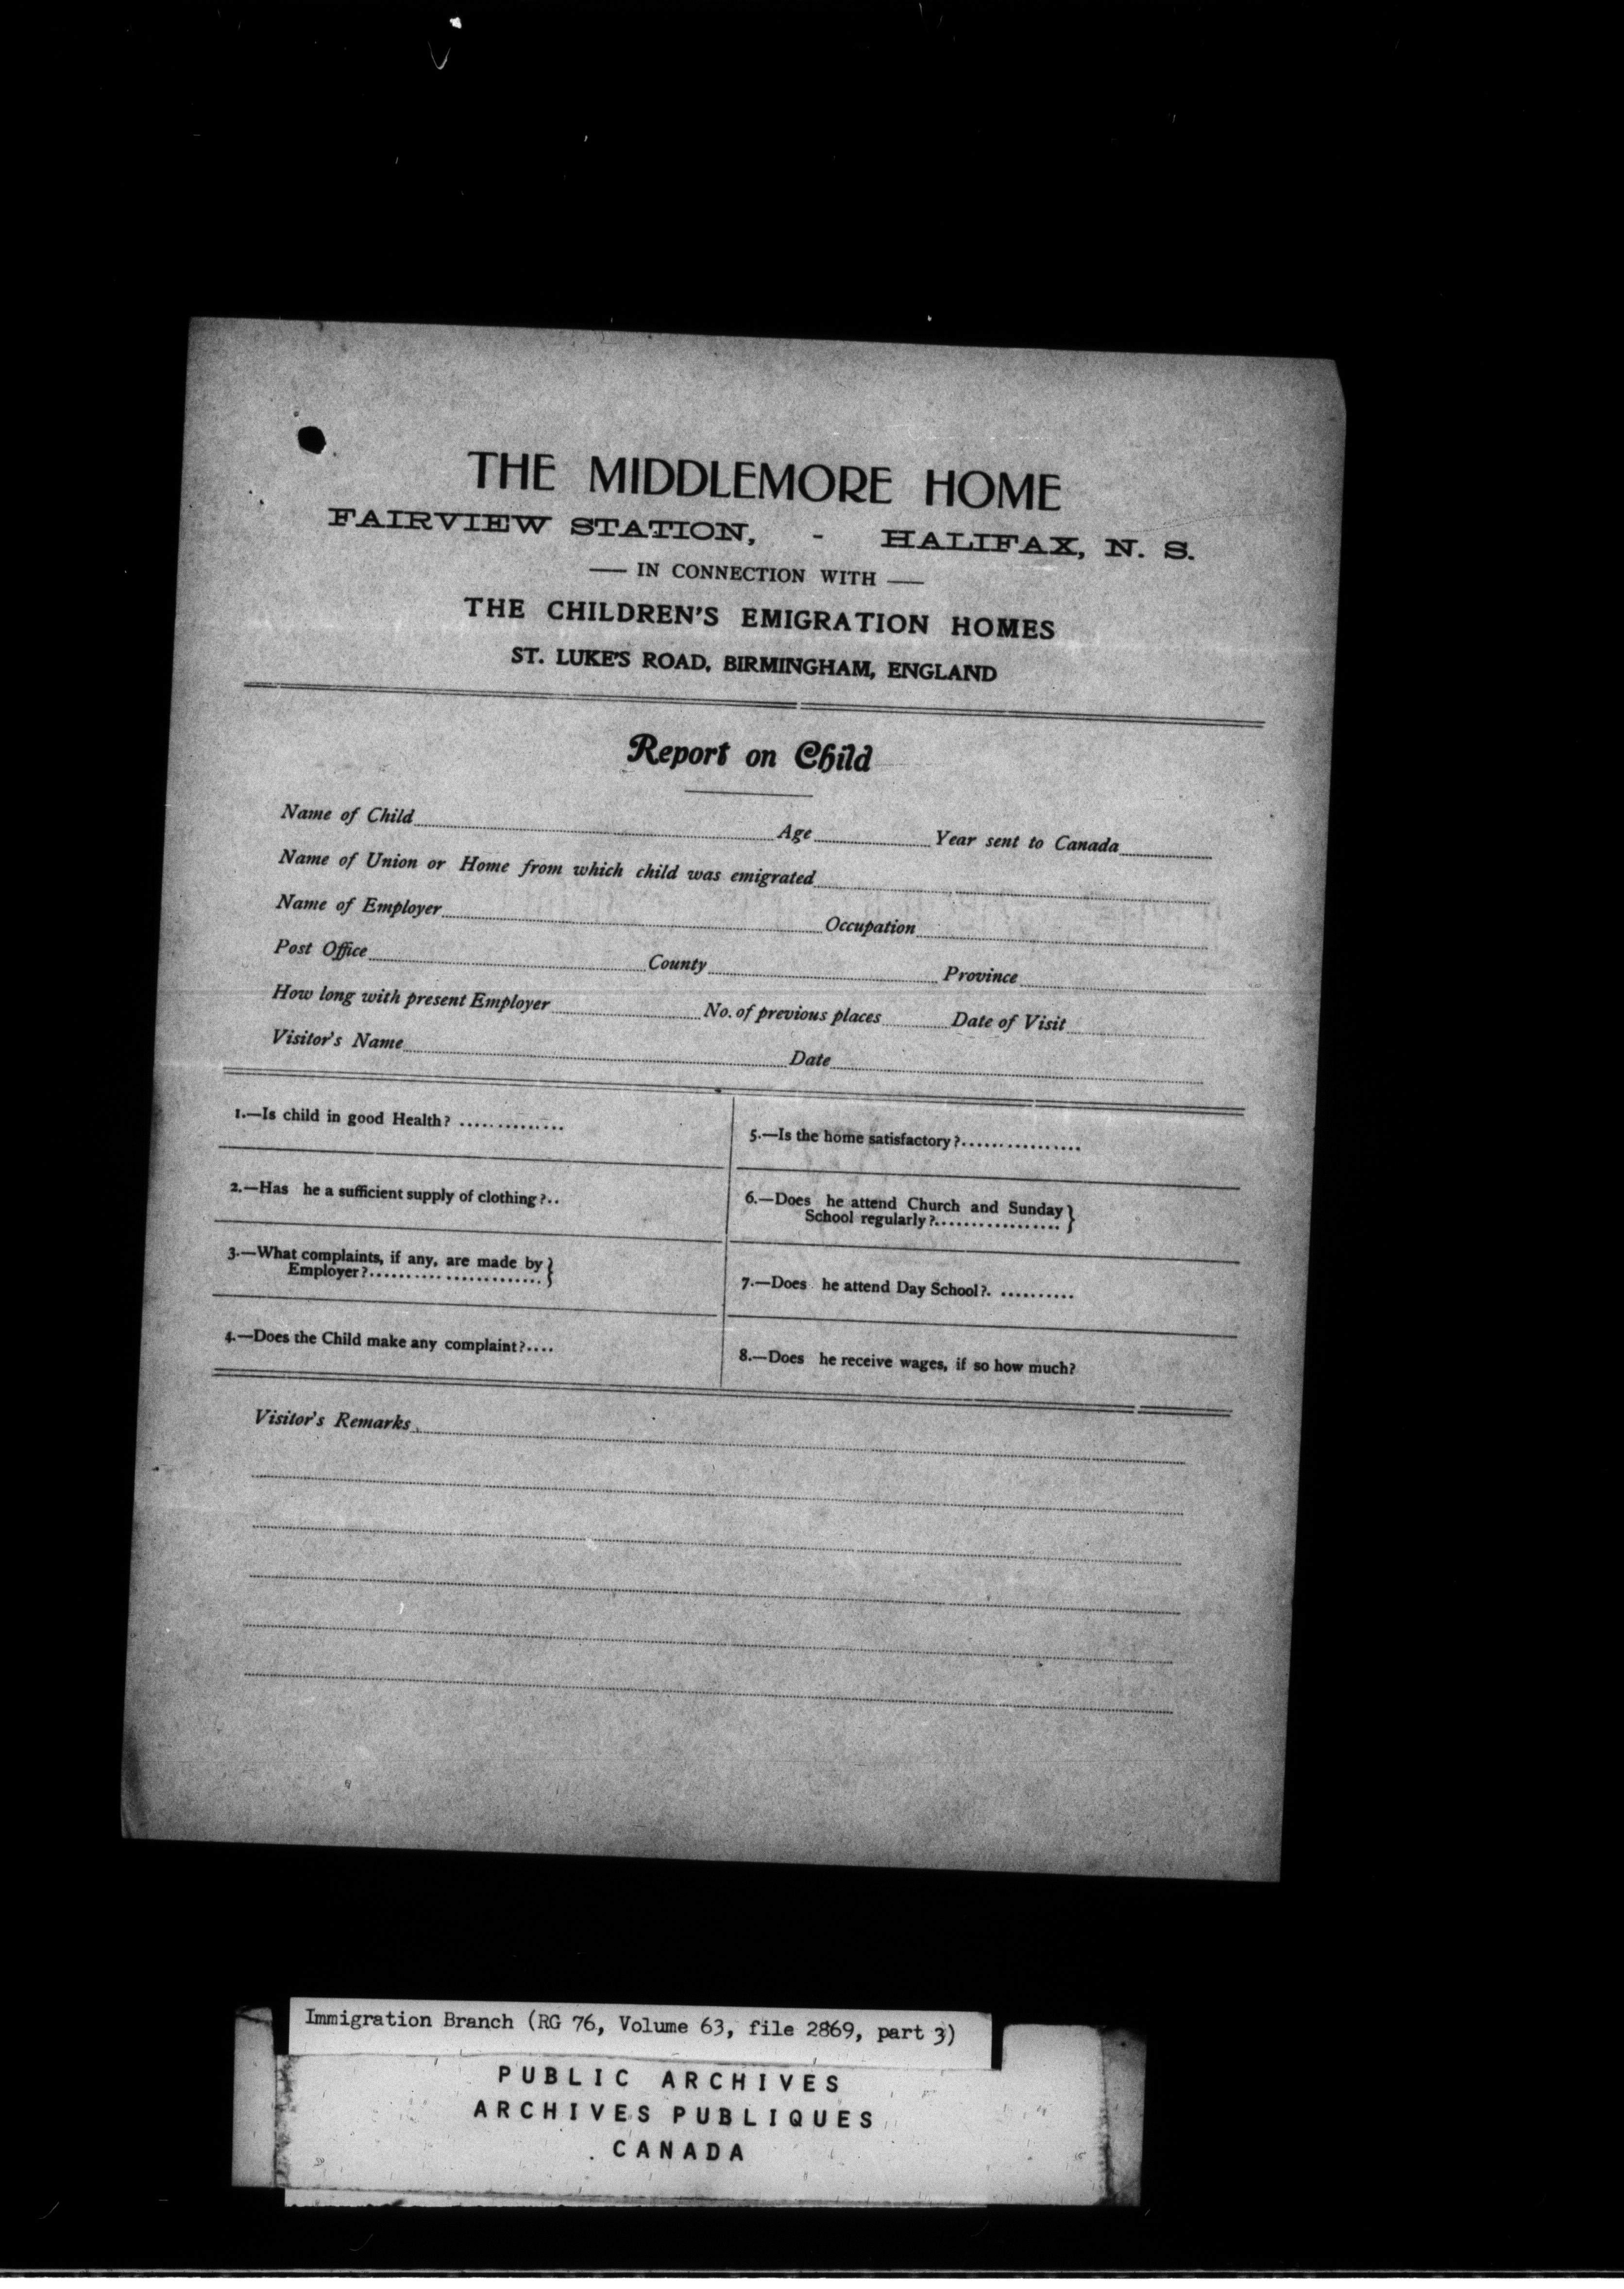 THE MIDDLEMORE HOME
FAIRVIEW STATION, - HALIFAX, N. S.
— IN CONNECTION WITH —
THE CHILDREN'S EMIGRATION HOMES
ST. LUKE'S ROAD, BIRMINGHAM, ENGLAND
Report on Child
Name of Child Age Year sent to Canada
Name of Union or Home from which child was emigrated
Name of Employer Occupation
Post Office County Province
How long with present Employer No. of previous places Date of Visit
Visitor's Name Date
1.—Is child in good Health? ..............
2.—Has he a sufficient supply of clothing?..
3.—What complaints, if any, are made by }
Employer?.......................
4.—Does the Child make any complaint?....
5.—Is the home satisfactory?................
6.—Does he attend Church and Sunday }
School regularly?.................
7.—Does he attend Day School?. ..........
8.—Does he receive wages, if so how much?
Visitor's Remarks
Immigration Branch (RG 76, Volume 63, file 2869, part 3)
PUBLIC ARCHIVES
ARCHIVES PUBLIQUES
CANADA